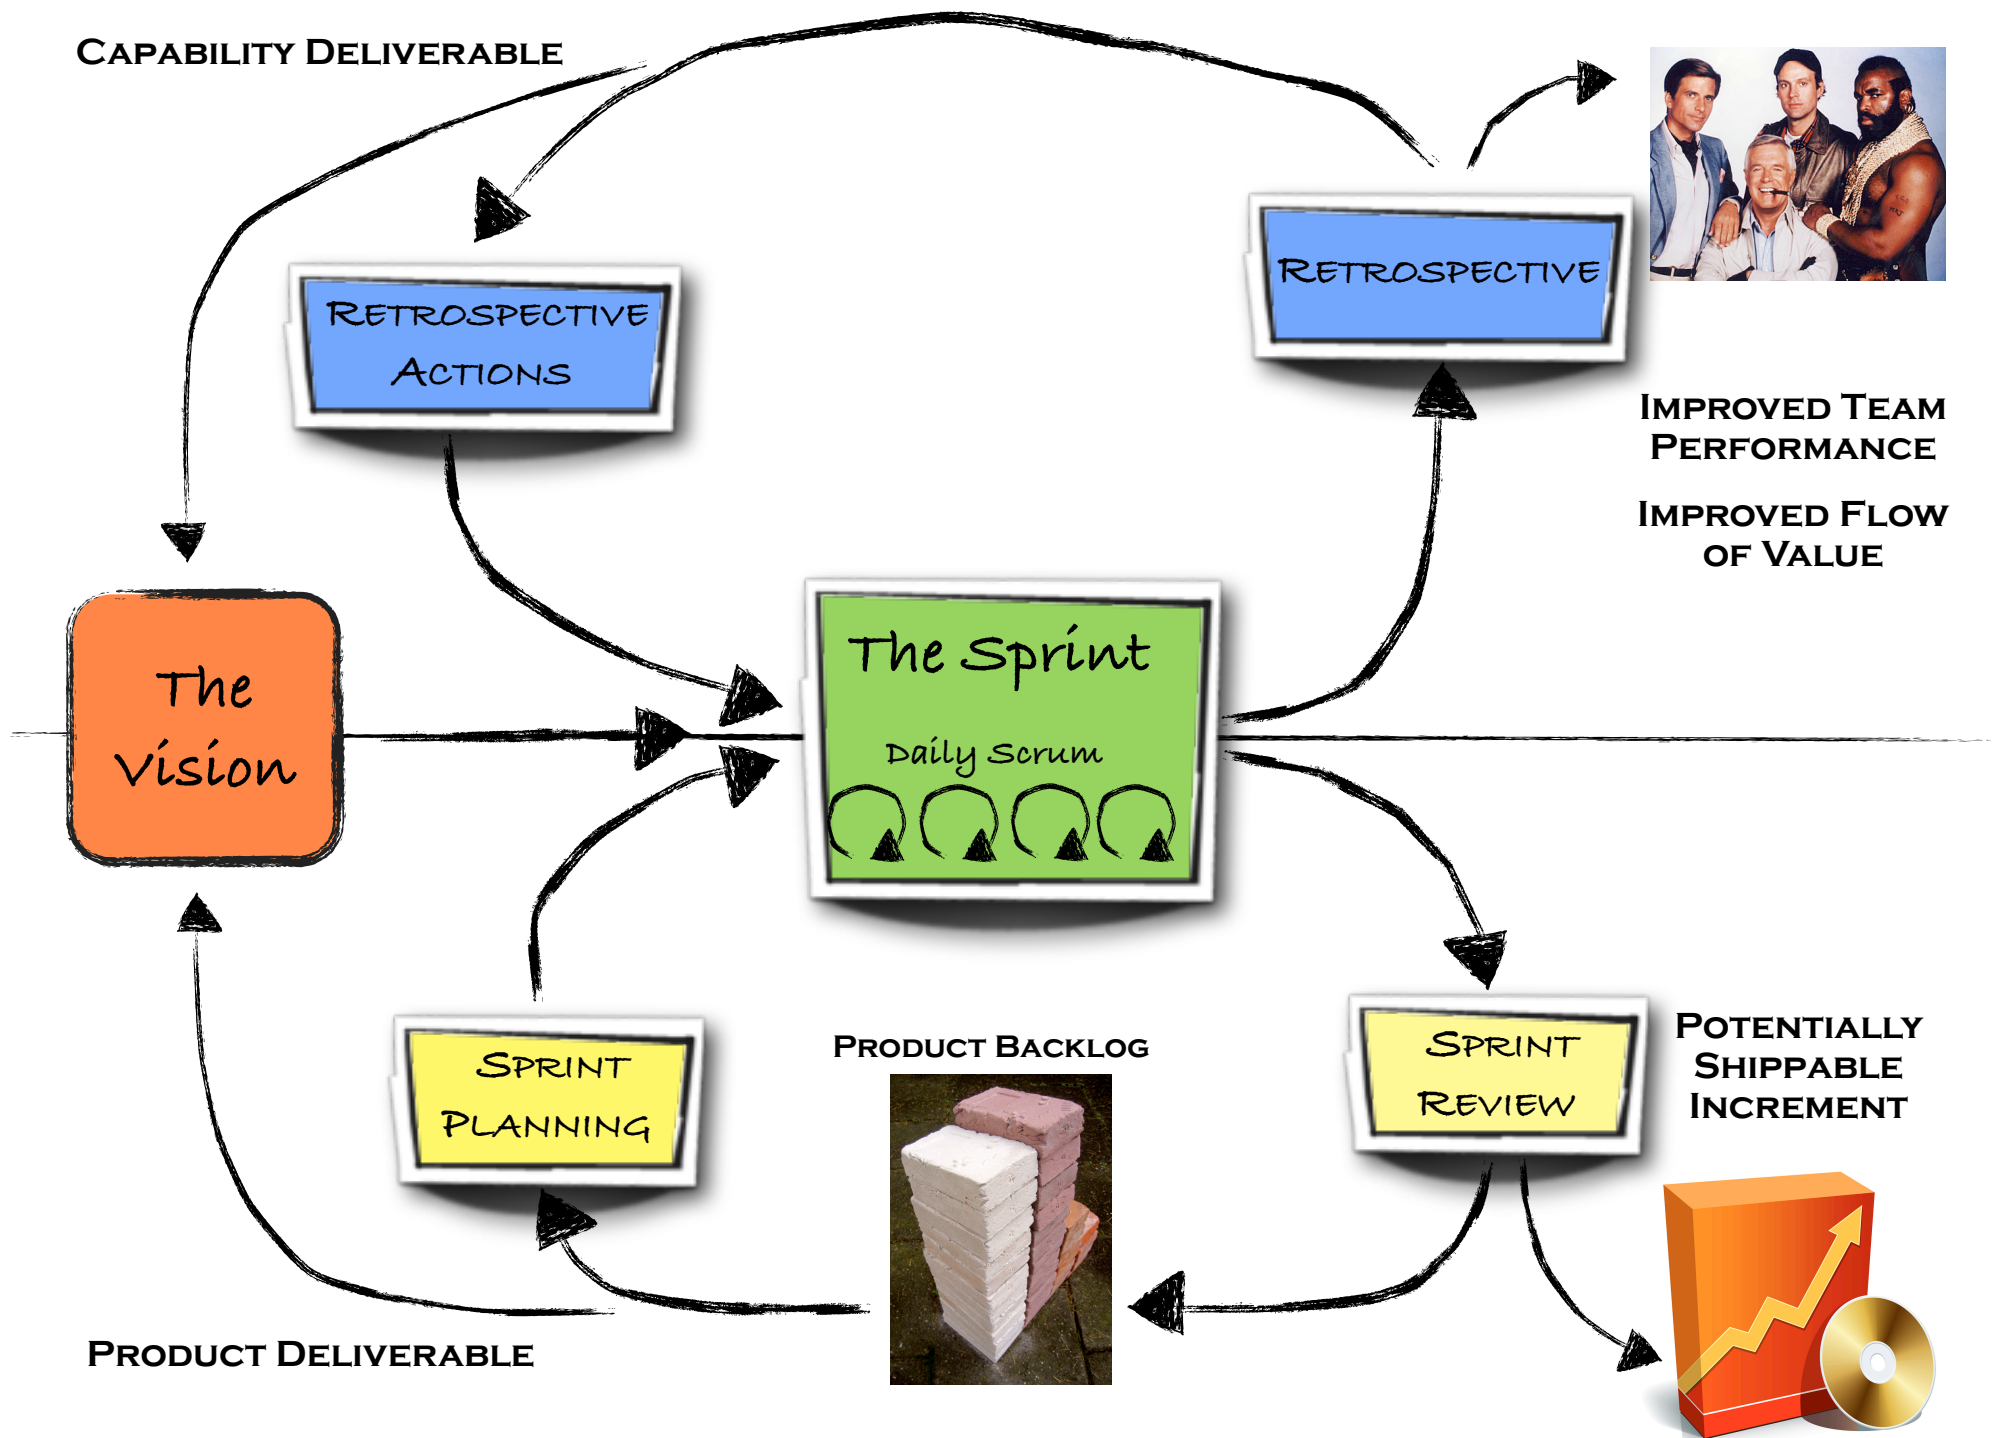 CAPABILITY DELIVERABLE
RETROSPECTIVE
ACTIONS
RETROSPECTIVE
IMPROVED TEAM
PERFORMANCE
IMPROVED FLOW
OF VALUE
The
Vision
The Sprint
Daily Scrum
SPRINT
PLANNING
PRODUCT BACKLOG
SPRINT
REVIEW
POTENTIALLY
SHIPPABLE
INCREMENT
PRODUCT DELIVERABLE